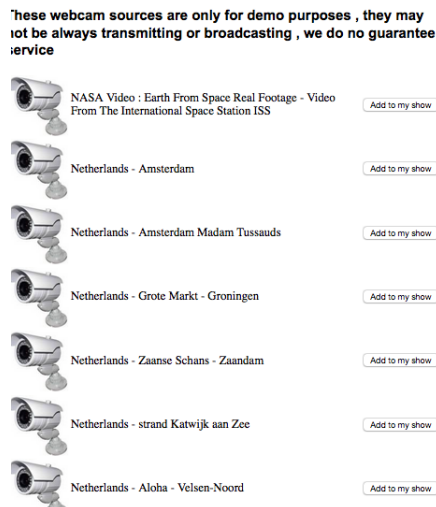 These webcam sources are only for demo purposes , they may
not be always transmitting or broadcasting , we do no guarantee
service
NASA Video : Earth From Space Real Footage - Video
From The International Space Station ISS
Add to my show
Netherlands - Amsterdam
Add to my show
Netherlands - Amsterdam Madam Tussauds
Add to my show
Netherlands - Grote Markt - Groningen
Add to my show
Netherlands - Zaanse Schans - Zaandam
Add to my show
Netherlands - strand Katwijk aan Zee
Add to my show
Netherlands - Aloha - Velsen-Noord
Add to my show